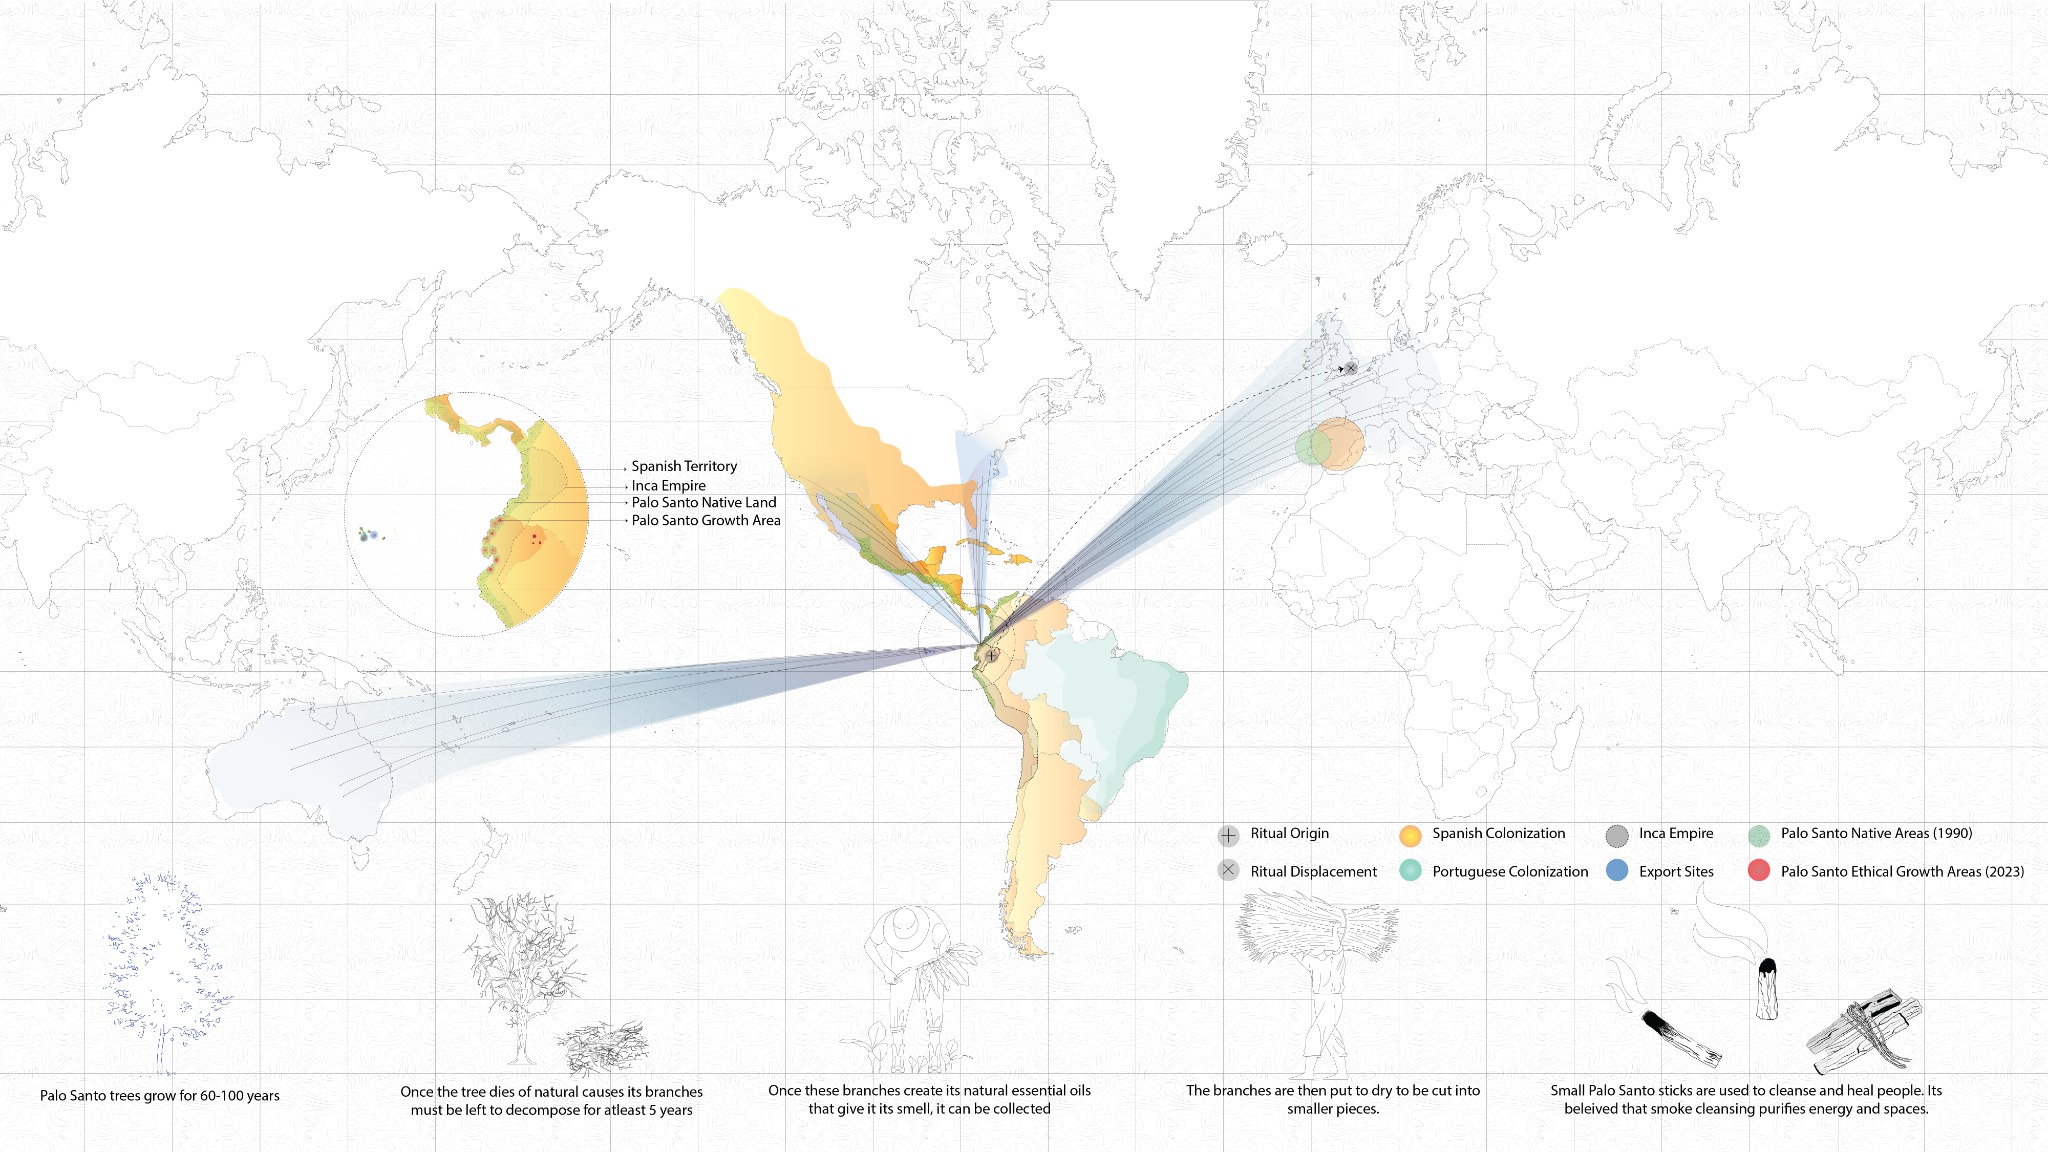 Spanish Territory
Inca Empire
Palo Santo Native Land
Palo Santo Growth Area
Ritual Origin
Spanish Colonization
Inca Empire
Palo Santo Native Areas (1990)
Ritual Displacement
Portuguese Colonization
Export Sites
Palo Santo Ethical Growth Areas (2023)
Palo Santo trees grow for 60-100 years
Once the tree dies of natural causes its branches
must be left to decompose for atleast 5 years
Once these branches create its natural essential oils
that give it its smell, it can be collected
The branches are then put to dry to be cut into
smaller pieces.
Small Palo Santo sticks are used to cleanse and heal people. Its
beleived that smoke cleansing purifies energy and spaces.